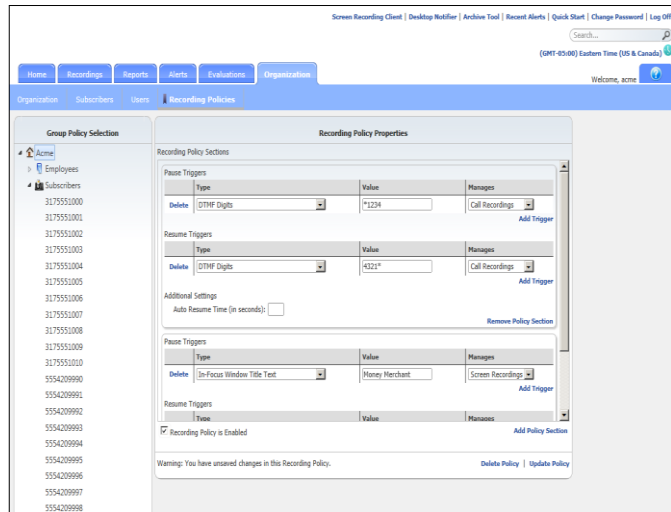 Screen Recording Client | Desktop Notifier | Archive Tool | Recent Alerts | Quick Start | Change Password | Log Off
Search...
(GMT-05:00) Eastern Time (US & Canada)
Home Recordings Reports Alerts Evaluations Organization
Welcome, acme
Organization Subscribers Users Recording Policies
Group Policy Selection
Acme
Employees
Subscribers
3175551000
3175551001
3175551002
3175551003
3175551004
3175551005
3175551006
3175551007
3175551008
3175551009
3175551010
5554209990
5554209991
5554209992
5554209993
5554209994
5554209995
5554209996
5554209997
5554209998
Recording Policy Properties
Recording Policy Sections
Pause Triggers
Type Value Manages
Delete DTMF Digits *1234 Call Recordings
Add Trigger
Resume Triggers
Type Value Manages
Delete DTMF Digits 4321* Call Recordings
Add Trigger
Additional Settings
Auto Resume Time (in seconds):
Remove Policy Section
Pause Triggers
Type Value Manages
Delete In-Focus Window Title Text Money Merchant Screen Recordings
Add Trigger
Resume Triggers
Type Value Manages
Recording Policy is Enabled
Add Policy Section
Warning: You have unsaved changes in this Recording Policy.
Delete Policy | Update Policy